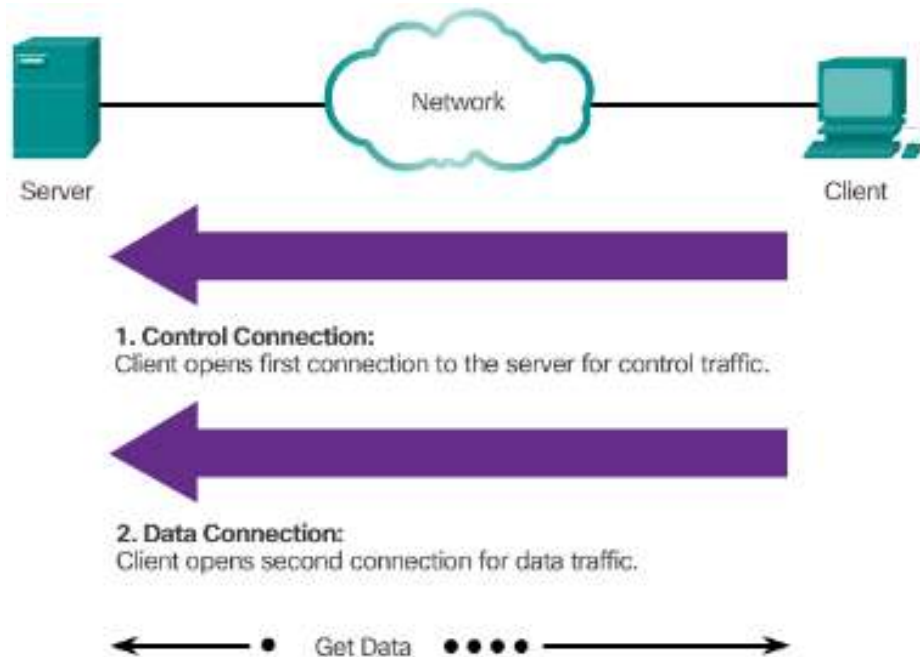 Network
Server
Client
1. Control Connection:
Client opens first connection to the server for control traffic.
2. Data Connection:
Client opens second connection for data traffic.
Get Data